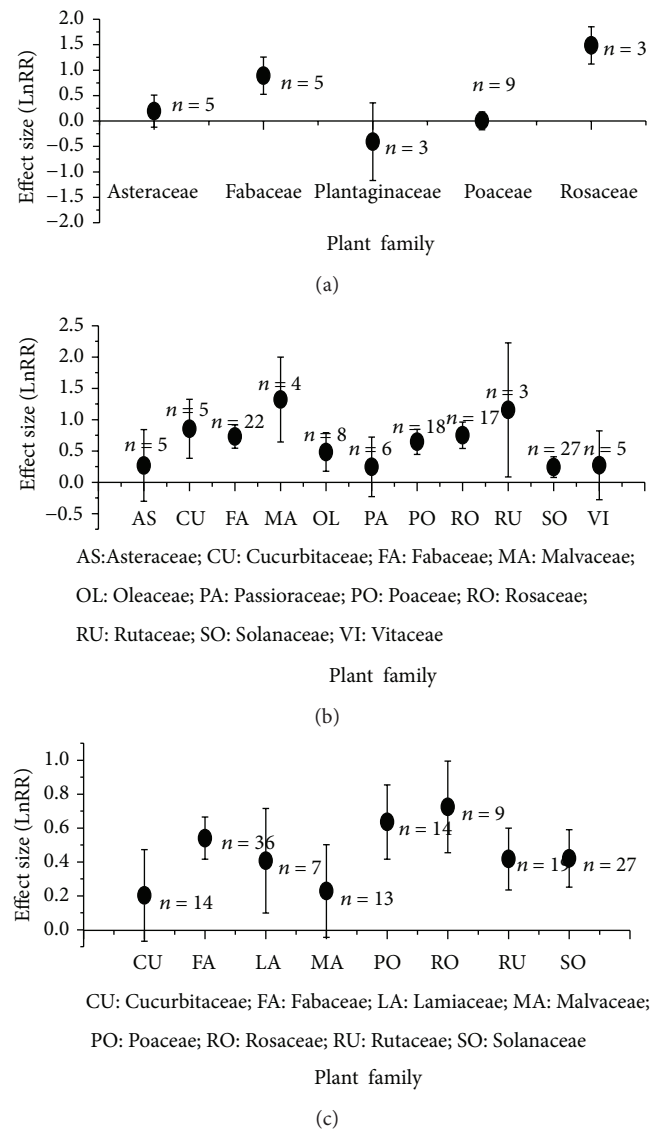 2.0
1.5
1.0
0.5
0.0
−0.5
−1.0
−1.5
−2.0
Effect size (LnRR)
n = 5
n = 5
n = 3
n = 9
n = 3
Asteraceae Fabaceae Plantaginaceae Poaceae Rosaceae
Plant family
(a)
2.5
2.0
1.5
1.0
0.5
0.0
−0.5
Effect size (LnRR)
n = 5
n = 5
n = 22
n = 4
n = 8
n = 6
n = 18
n = 17
n = 3
n = 27
n = 5
AS CU FA MA OL PA PO RO RU SO VI
AS:Asteraceae; CU: Cucurbitaceae; FA: Fabaceae; MA: Malvaceae;
OL: Oleaceae; PA: Passioraceae; PO: Poaceae; RO: Rosaceae;
RU: Rutaceae; SO: Solanaceae; VI: Vitaceae
Plant family
(b)
1.0
0.8
0.6
0.4
0.2
0.0
Effect size (LnRR)
n = 14
n = 36
n = 7
n = 13
n = 14
n = 9
n = 19
n = 27
CU FA LA MA PO RO RU SO
CU: Cucurbitaceae; FA: Fabaceae; LA: Lamiaceae; MA: Malvaceae;
PO: Poaceae; RO: Rosaceae; RU: Rutaceae; SO: Solanaceae
Plant family
(c)